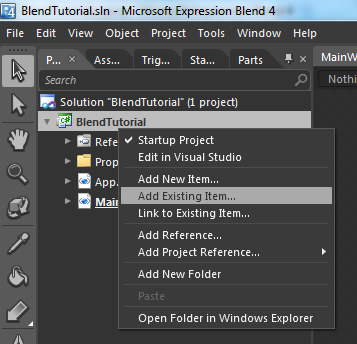 BlendTutorial.sln - Microsoft Expression Blend 4
File Edit View Object Project Tools Window Help
P... Ass... Trig... Sta... Parts
MainW
Search
Nothi
Solution "BlendTutorial" (1 project)
BlendTutorial
Refe
Prop
App.
Main
Startup Project
Edit in Visual Studio
Add New Item...
Add Existing Item...
Link to Existing Item...
Add Reference...
Add Project Reference...
Add New Folder
Paste
Open Folder in Windows Explorer